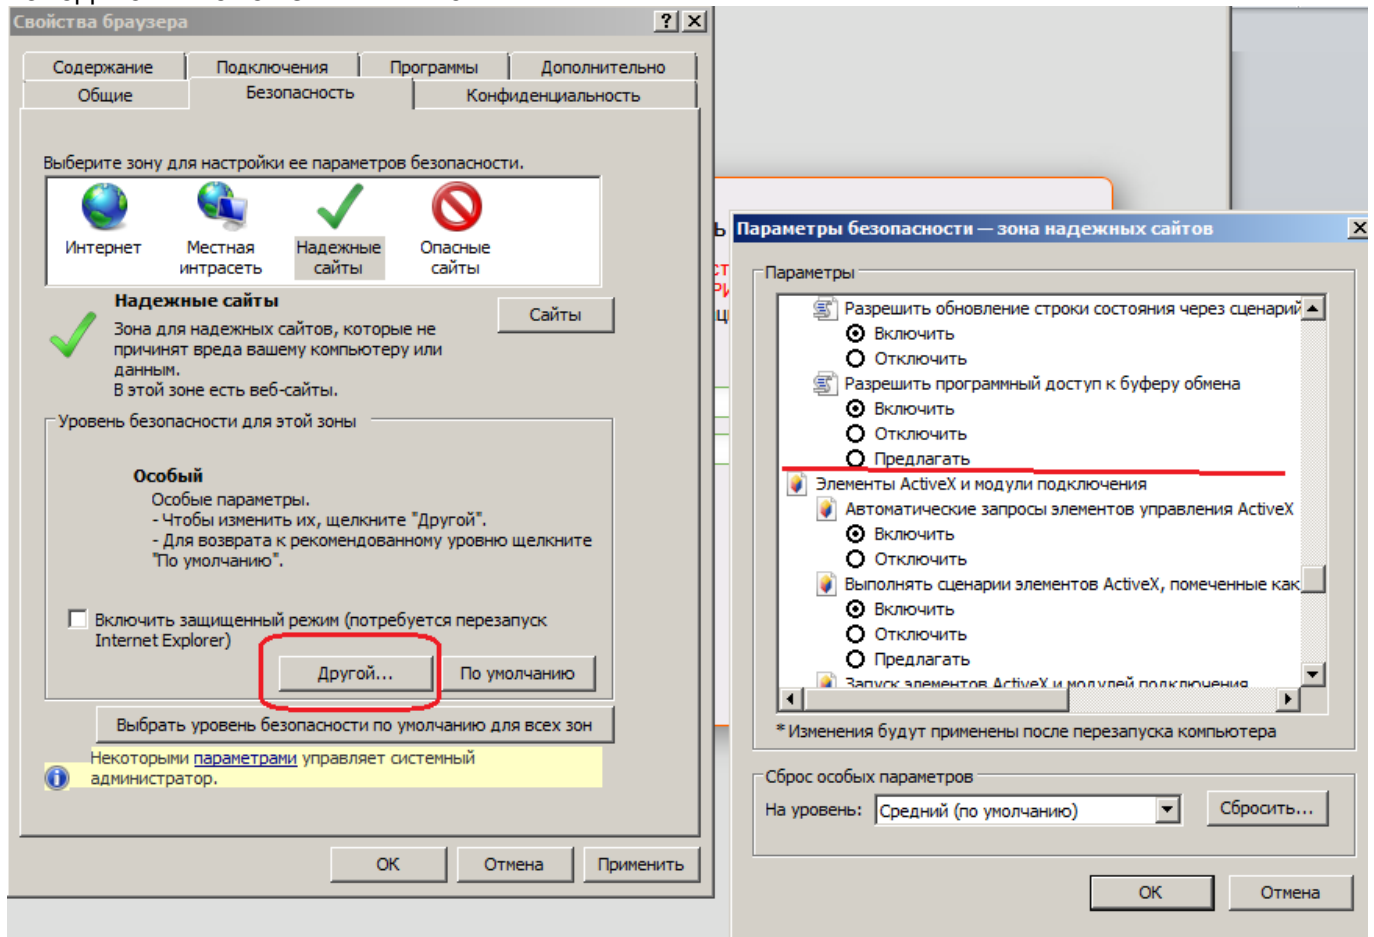 Свойства браузера
Содержание Подключения Программы Дополнительно
Общие Безопасность Конфиденциальность
Выберите зону для настройки ее параметров безопасности.
Интернет
Местная интрасеть
Надежные сайты
Опасные сайты
Надежные сайты
Сайты
Зона для надежных сайтов, которые не
причинят вреда вашему компьютеру или
данным.
В этой зоне есть веб-сайты.
Уровень безопасности для этой зоны
Особый
Особые параметры.
- Чтобы изменить их, щелкните "Другой".
- Для возврата к рекомендованному уровню щелкните
"По умолчанию".
Включить защищенный режим (потребуется перезапуск
Internet Explorer)
Другой... По умолчанию
Выбрать уровень безопасности по умолчанию для всех зон
Некоторыми параметрами управляет системный
администратор.
ОК Отмена Применить
Параметры безопасности — зона надежных сайтов
Параметры
Разрешить обновление строки состояния через сценарий
Включить
Отключить
Разрешить программный доступ к буферу обмена
Включить
Отключить
Предлагать
Элементы ActiveX и модули подключения
Автоматические запросы элементов управления ActiveX
Включить
Отключить
Выполнять сценарии элементов ActiveX, помеченные как
Включить
Отключить
Предлагать
Запуск элементов ActiveX и модулей подключения
* Изменения будут применены после перезапуска компьютера
Сброс особых параметров
На уровень: Средний (по умолчанию) Сбросить...
ОК Отмена